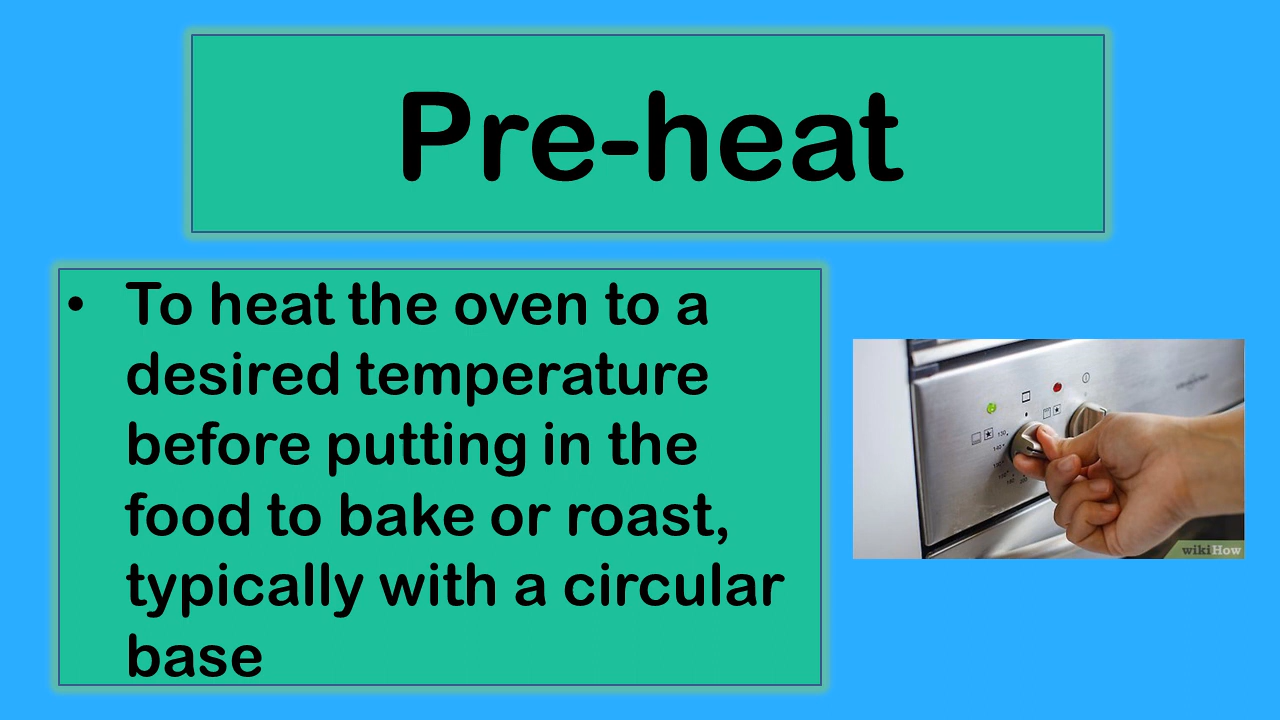 Pre-heat
• To heat the oven to a
desired temperature
before putting in the
food to bake or roast,
typically with a circular
base
wikiHow